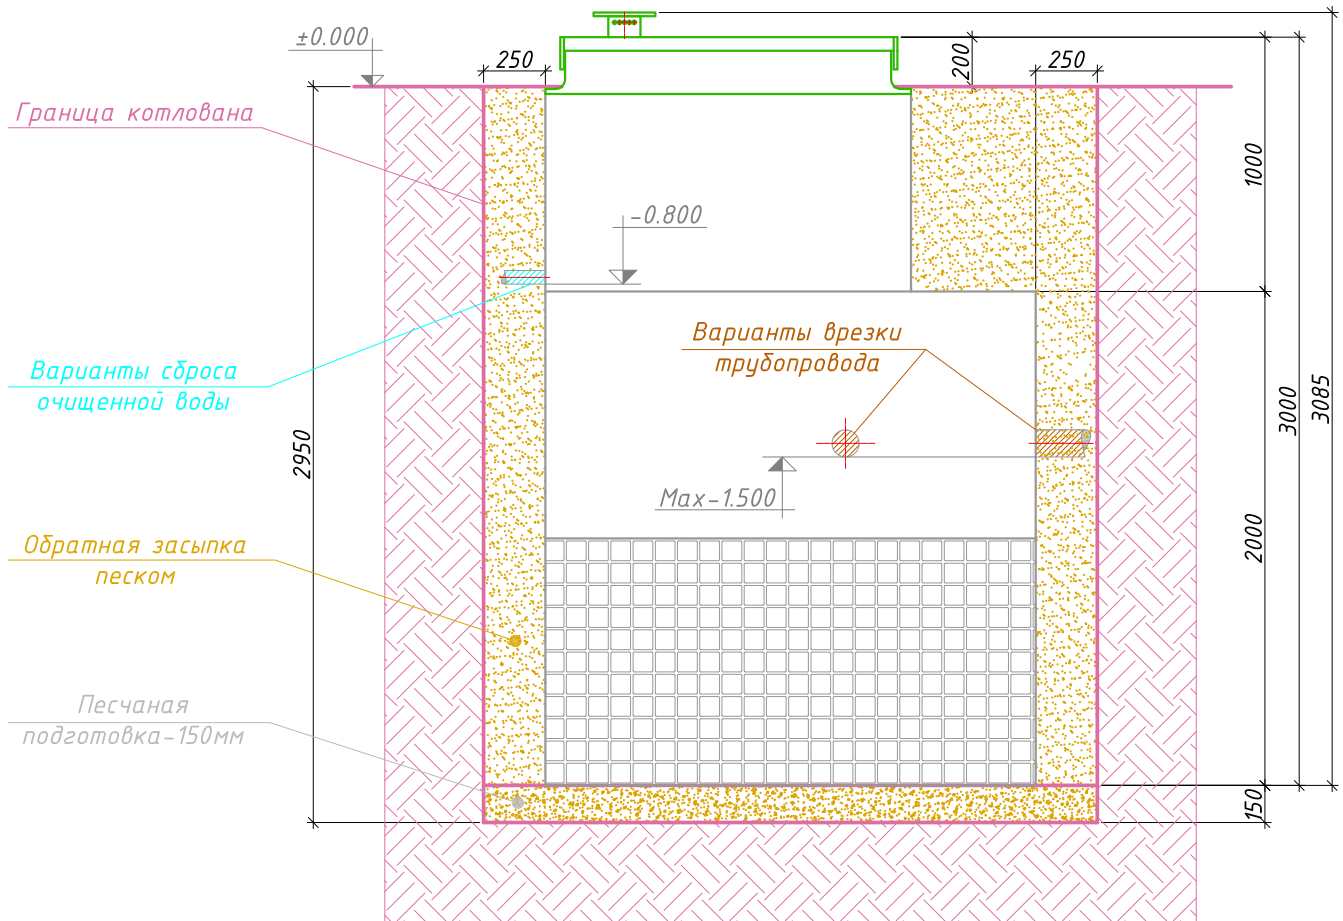 ±0.000
250
200
250
Граница котлована
1000
-0.800
Варианты врезки
трубопровода
Варианты сброса
очищенной воды
3000
3085
2950
Max-1.500
Обратная засыпка
песком
2000
Песчаная
подготовка-150мм
150